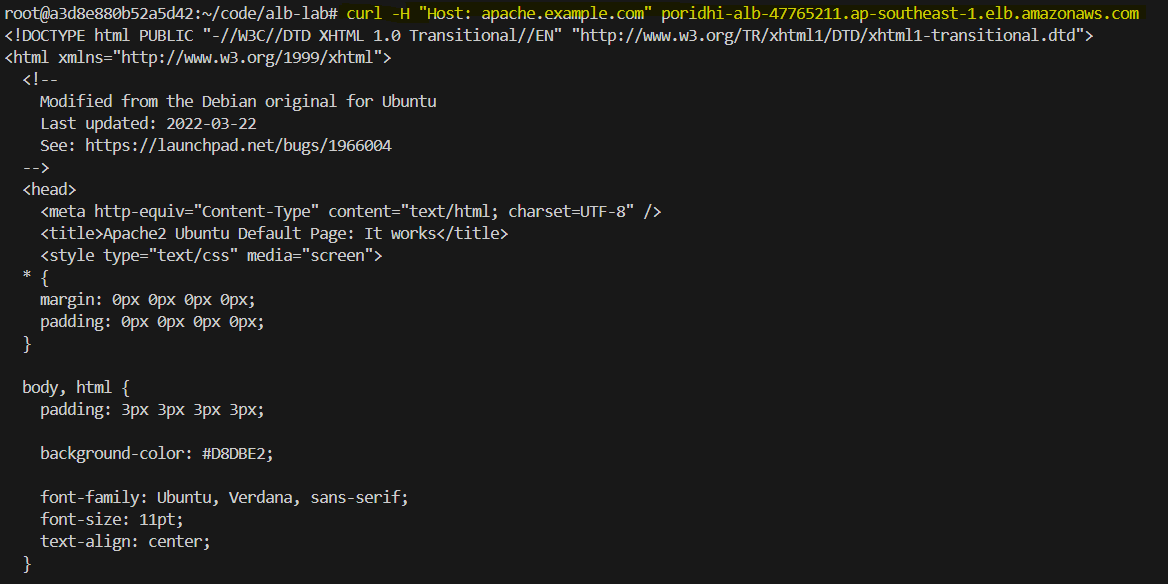 root@a3d8e880b52a5d42:~/code/alb-lab# curl -H "Host: apache.example.com" poridhi-alb-47765211.ap-southeast-1.elb.amazonaws.com
<!DOCTYPE html PUBLIC "-//W3C//DTD XHTML 1.0 Transitional//EN" "http://www.w3.org/TR/xhtml1/DTD/xhtml1-transitional.dtd">
<html xmlns="http://www.w3.org/1999/xhtml">
  <!--
    Modified from the Debian original for Ubuntu
    Last updated: 2022-03-22
    See: https://launchpad.net/bugs/1966004
  -->
  <head>
    <meta http-equiv="Content-Type" content="text/html; charset=UTF-8" />
    <title>Apache2 Ubuntu Default Page: It works</title>
    <style type="text/css" media="screen">
  * {
    margin: 0px 0px 0px 0px;
    padding: 0px 0px 0px 0px;
  }

  body, html {
    padding: 3px 3px 3px 3px;

    background-color: #D8DBE2;

    font-family: Ubuntu, Verdana, sans-serif;
    font-size: 11pt;
    text-align: center;
  }